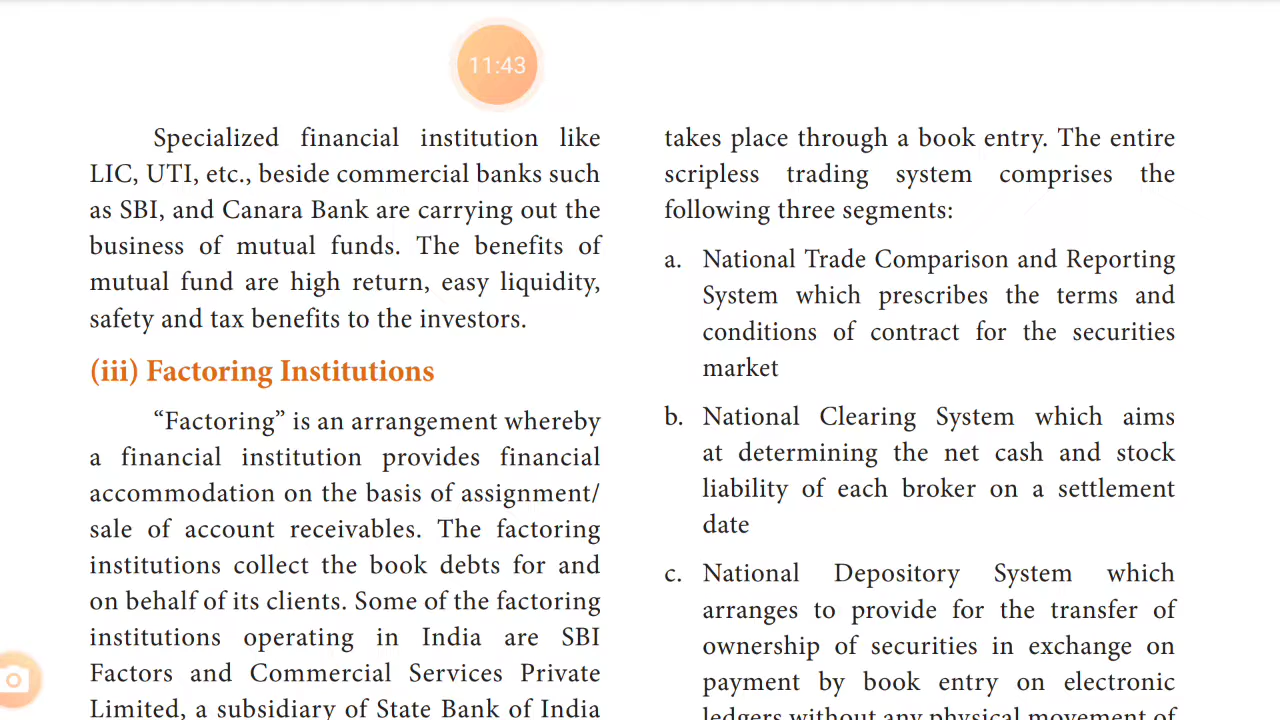 11:43
Specialized financial institution like
LIC, UTI, etc., beside commercial banks such
as SBI, and Canara Bank are carrying out the
business of mutual funds. The benefits of
mutual fund are high return, easy liquidity,
safety and tax benefits to the investors.
(iii) Factoring Institutions
“Factoring” is an arrangement whereby
a financial institution provides financial
accommodation on the basis of assignment/
sale of account receivables. The factoring
institutions collect the book debts for and
on behalf of its clients. Some of the factoring
institutions operating in India are SBI
Factors and Commercial Services Private
Limited, a subsidiary of State Bank of India
takes place through a book entry. The entire
scripless trading system comprises the
following three segments:
a. National Trade Comparison and Reporting
System which prescribes the terms and
conditions of contract for the securities
market
b. National Clearing System which aims
at determining the net cash and stock
liability of each broker on a settlement
date
c. National Depository System which
arranges to provide for the transfer of
ownership of securities in exchange on
payment by book entry on electronic
ledgers without any physical movement of